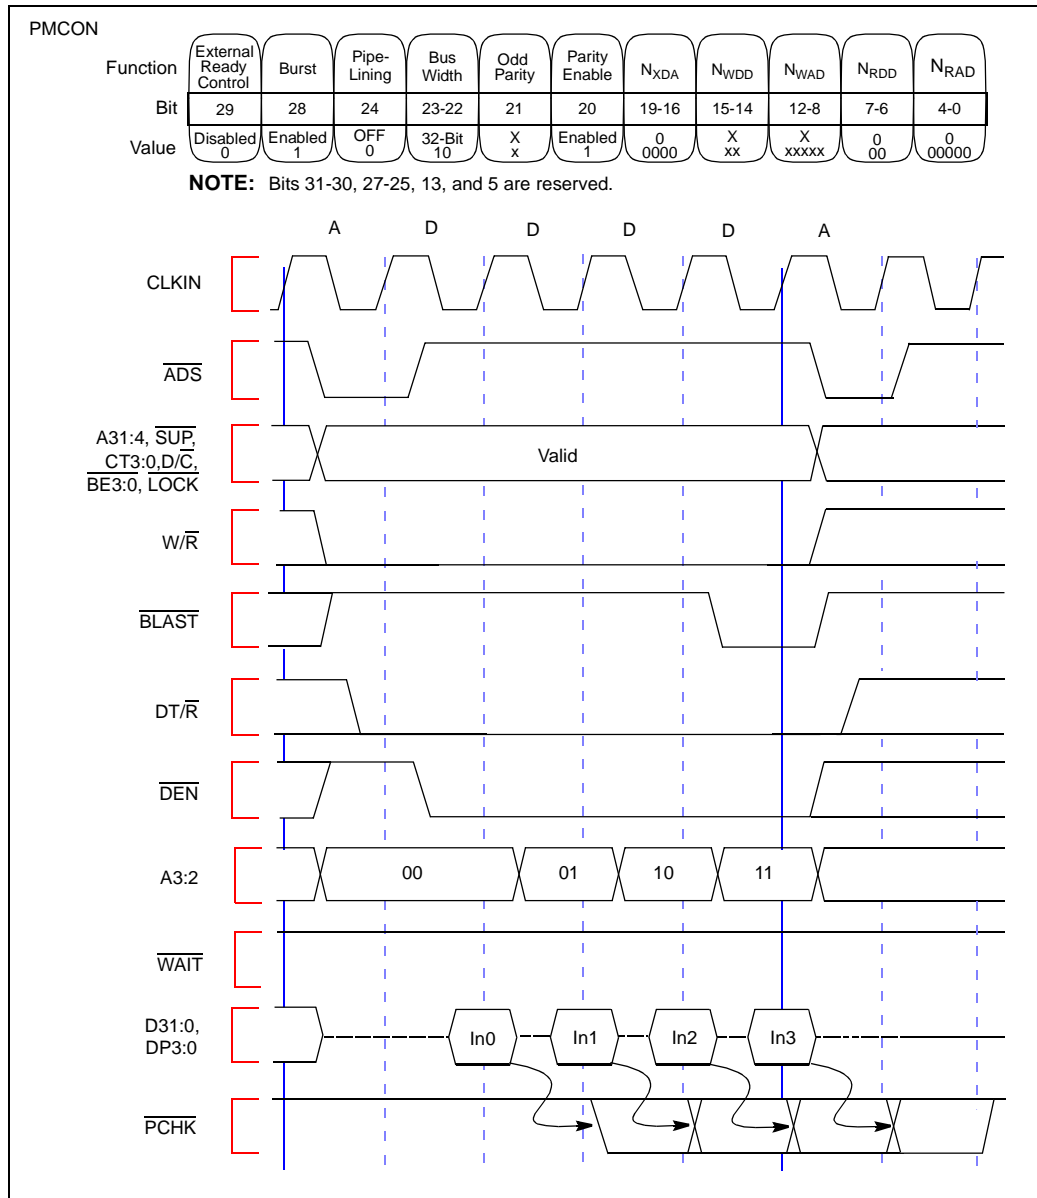 PMCON
Function External Ready Control Burst Pipe-Lining Bus Width Odd Parity Parity Enable NXDA NWDD NWAD NRDD NRAD
Bit 29 28 24 23-22 21 20 19-16 15-14 12-8 7-6 4-0
Value Disabled 0 Enabled 1 OFF 0 32-Bit 10 X x Enabled 1 0 0000 X xx X xxxxx 0 00 0 00000
NOTE: Bits 31-30, 27-25, 13, and 5 are reserved.
A D D D D A
CLKIN
ADS
A31:4, SUP,
CT3:0,D/C,
BE3:0, LOCK
Valid
W/R
BLAST
DT/R
DEN
A3:2 00 01 10 11
WAIT
D31:0,
DP3:0
In0 In1 In2 In3
PCHK